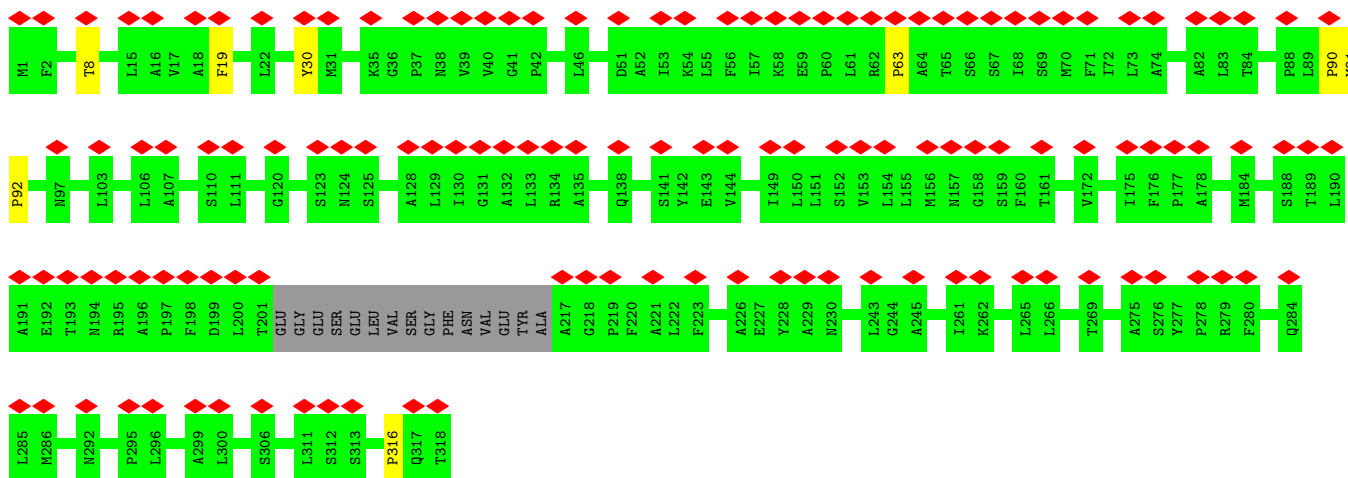 M1 F2 T8 L15 A16 V17 A18 F19 L22 Y30 M31 K35 G36 P37 N38 V39 V40 G41 P42 L46 D51 A52 I53 K54 L55 F56 I57 K58 E59 P60 L61 R62 P63 A64 T65 S66 S67 I68 S69 M70 F71 I72 L73 A74 A82 L83 T84 P88 L89 P90
P92 N97 L103 L106 A107 S110 L111 G120 S123 N124 S125 A128 L129 I130 G131 A132 L133 R134 A135 Q138 S141 Y142 E143 V144 I149 L150 L151 S152 V153 L154 L155 M156 N157 G158 S159 F160 T161 V172 I175 F176 P177 A178 M184 S188 T189 L190
A191 E192 T193 N194 R195 A196 P197 F198 D199 L200 T201 GLU GLY GLU SER GLU LEU VAL SER GLY PHE ASN VAL GLU TYR ALA A217 G218 P219 F220 A221 L222 F223 A226 E227 Y228 A229 N230 L243 G244 A245 I261 K262 L265 L266 T269 A275 S276 Y277 P278 R279 F280 Q284
L285 M286 N292 P295 L296 A299 L300 S306 L311 S312 S313 P316 Q317 T318